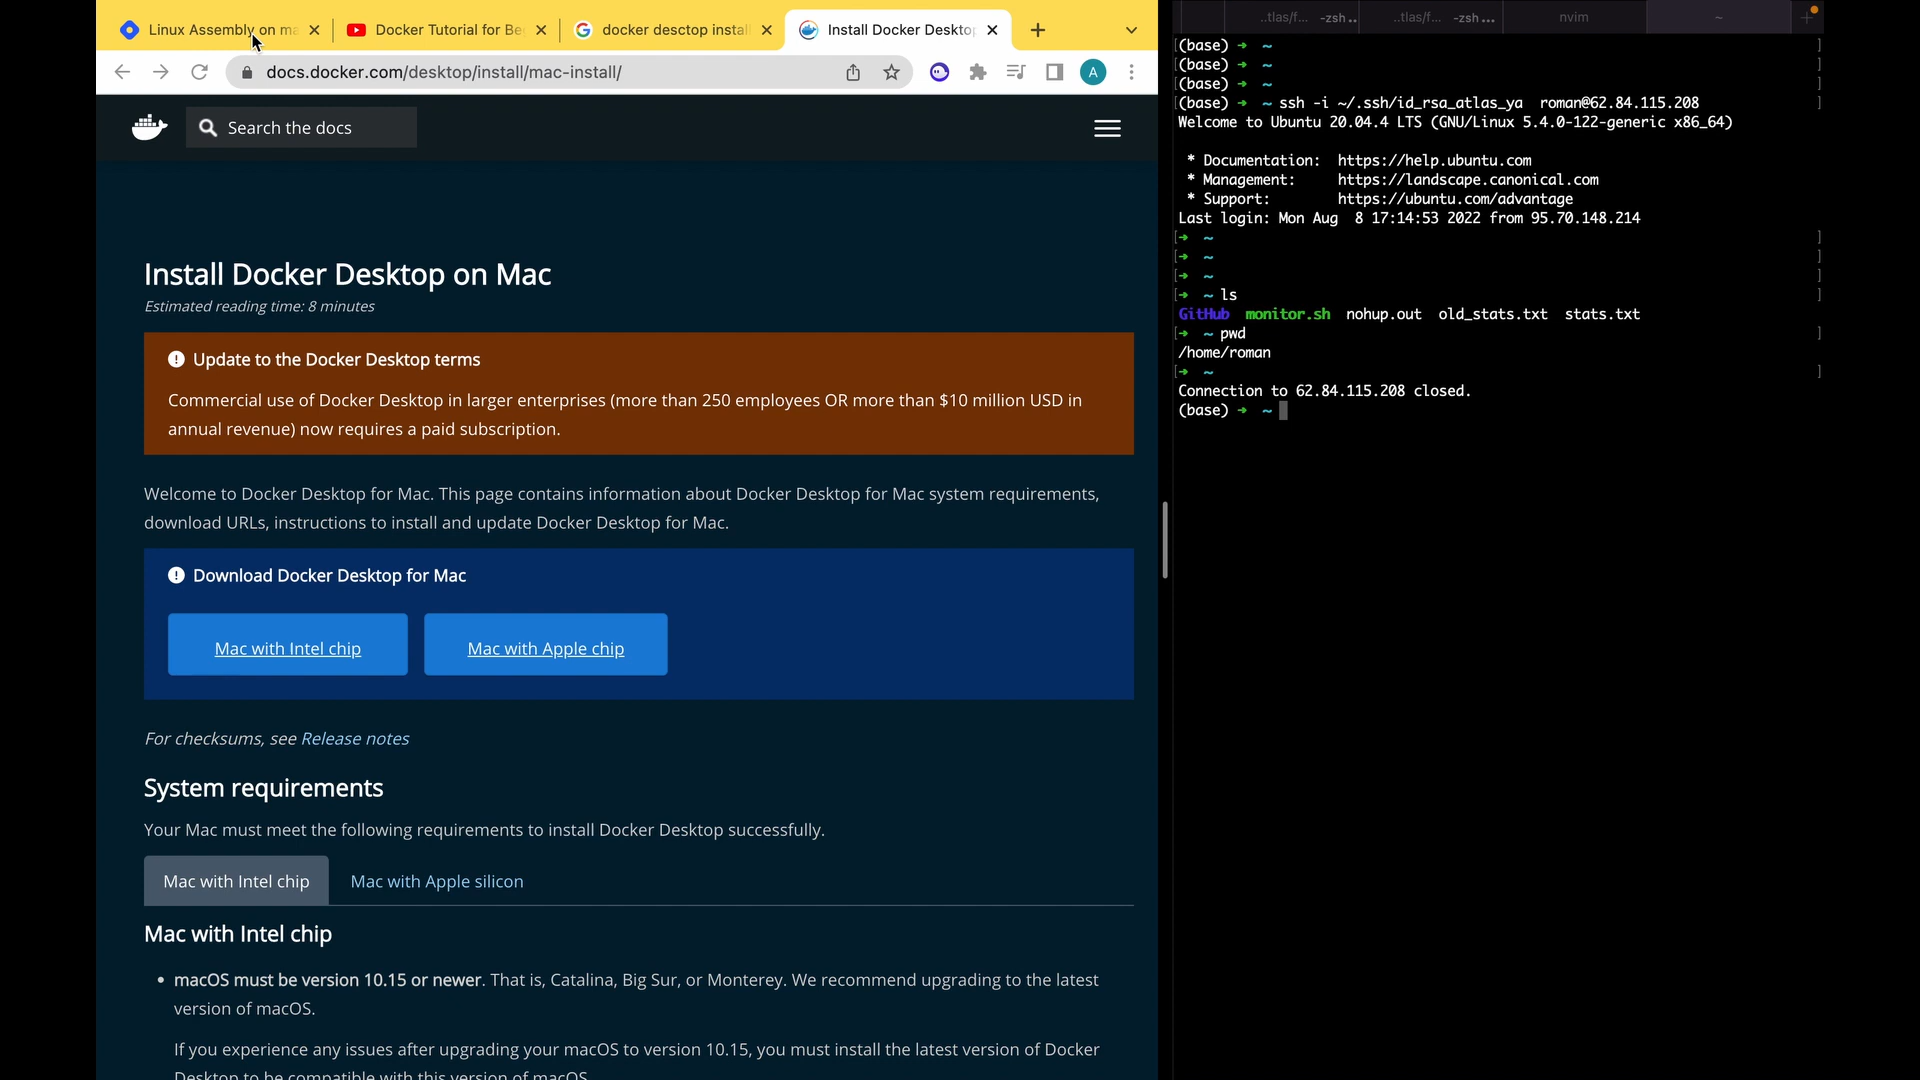 Linux Assembly on ma
Docker Tutorial for Be
docker desctop instal
Install Docker Deskto
docs.docker.com/desktop/install/mac-install/
A
Search the docs
Install Docker Desktop on Mac
Estimated reading time: 8 minutes
Update to the Docker Desktop terms
Commercial use of Docker Desktop in larger enterprises (more than 250 employees OR more than $10 million USD in
annual revenue) now requires a paid subscription.
Welcome to Docker Desktop for Mac. This page contains information about Docker Desktop for Mac system requirements,
download URLs, instructions to install and update Docker Desktop for Mac.
Download Docker Desktop for Mac
Mac with Intel chip
Mac with Apple chip
For checksums, see Release notes
System requirements
Your Mac must meet the following requirements to install Docker Desktop successfully.
Mac with Intel chip
Mac with Apple silicon
Mac with Intel chip
• macOS must be version 10.15 or newer. That is, Catalina, Big Sur, or Monterey. We recommend upgrading to the latest
version of macOS.
If you experience any issues after upgrading your macOS to version 10.15, you must install the latest version of Docker
Desktop to be compatible with this version of macOS.
..tlas/f... -zsh ..
..tlas/f... -zsh ...
nvim
~
(base) → ~
(base) → ~
(base) → ~
(base) → ~ ssh -i ~/.ssh/id_rsa_atlas_ya  roman@62.84.115.208
Welcome to Ubuntu 20.04.4 LTS (GNU/Linux 5.4.0-122-generic x86_64)
* Documentation:  https://help.ubuntu.com
* Management:     https://landscape.canonical.com
* Support:        https://ubuntu.com/advantage
Last login: Mon Aug  8 17:14:53 2022 from 95.70.148.214
→ ~
→ ~
→ ~
→ ~ ls
GitHub  monitor.sh  nohup.out  old_stats.txt  stats.txt
→ ~ pwd
/home/roman
→ ~
Connection to 62.84.115.208 closed.
(base) → ~